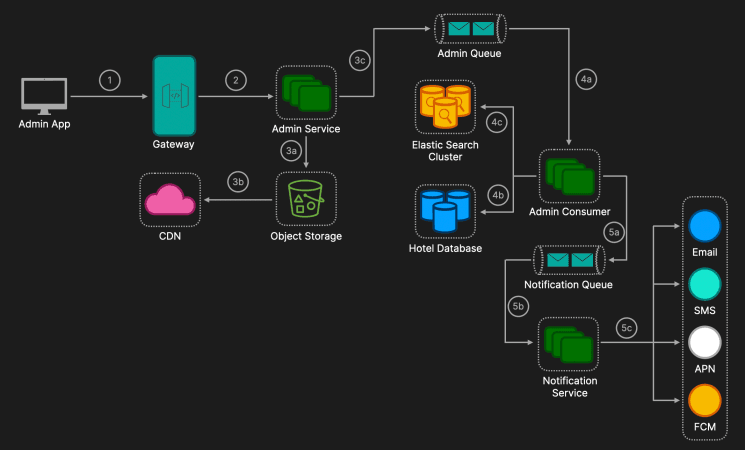 Admin Queue
1
2
3c
4a
</>
Admin App
Gateway
Admin Service
4c
Elastic Search
Cluster
3a
3b
4b
Admin Consumer
CDN
Object Storage
Hotel Database
5a
Email
Notification Queue
5b
SMS
5c
APN
Notification
Service
FCM